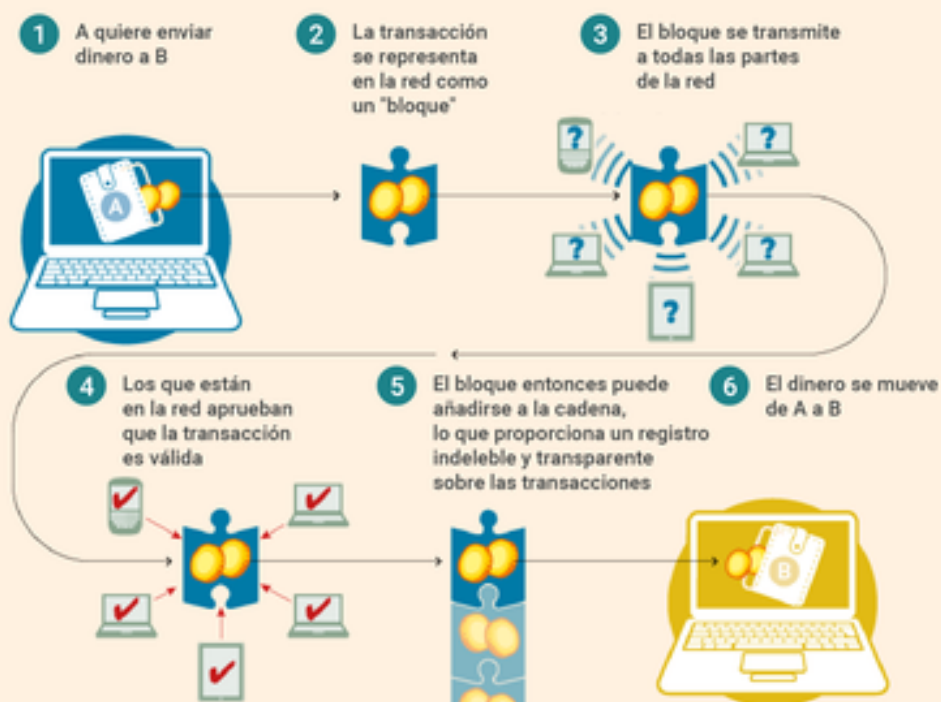 1
A quiere enviar
dinero a B
2
La transacción
se representa
en la red como
un "bloque"
3
El bloque se transmite
a todas las partes
de la red
A
?
?
?
?
?
4
Los que están
en la red aprueban
que la transacción
es válida
5
El bloque entonces puede
añadirse a la cadena,
lo que proporciona un registro
indeleble y transparente
sobre las transacciones
6
El dinero se mueve
de A a B
B